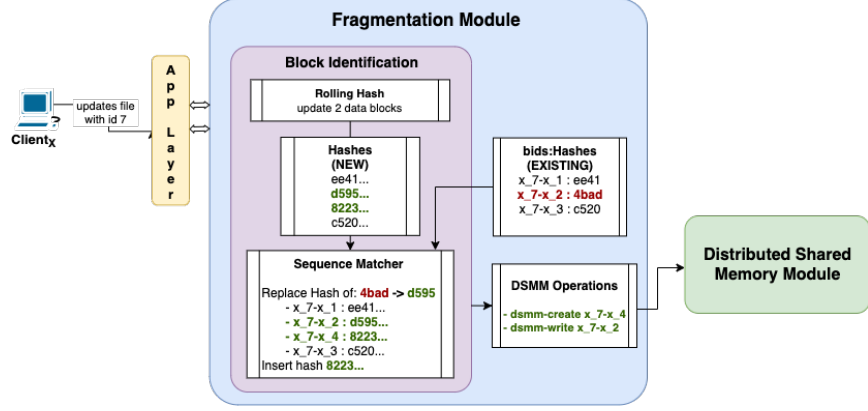 Fragmentation Module
Block Identification
Rolling Hash
update 2 data blocks
updates file
with id 7
ClientX
App Layer
Hashes
(NEW)
ee41...
d595...
8223...
c520...
bids:Hashes
(EXISTING)
x_7-x_1 : ee41
x_7-x_2 : 4bad
x_7-x_3 : c520
Sequence Matcher
Replace Hash of: 4bad -> d595
- x_7-x_1 : ee41...
- x_7-x_2 : d595...
- x_7-x_4 : 8223...
- x_7-x_3 : c520...
Insert hash 8223...
DSMM Operations
- dsmm-create x_7-x_4
- dsmm-write x_7-x_2
Distributed Shared
Memory Module